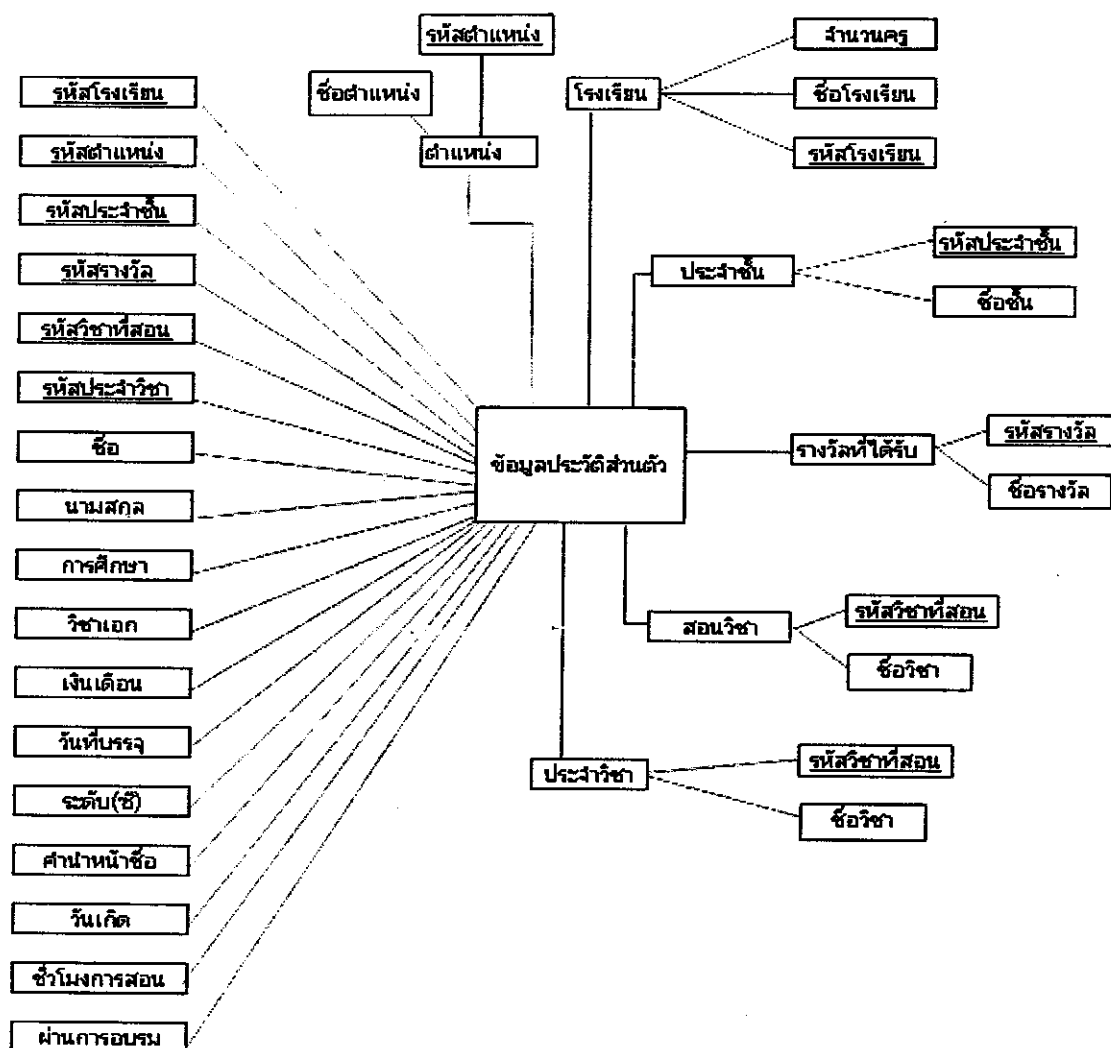 รหัสตำแหน่ง
จำนวนครู
ชื่อตำแหน่ง
โรงเรียน
ชื่อโรงเรียน
ตำแหน่ง
รหัสโรงเรียน
รหัสโรงเรียน
รหัสตำแหน่ง
รหัสประจำชั้น
รหัสรางวัล
รหัสวิชาที่สอน
รหัสประจำวิชา
ชื่อ
นามสกุล
การศึกษา
วิชาเอก
เงินเดือน
วันที่บรรจุ
ระดับ(ซี)
คำนำหน้าชื่อ
วันเกิด
ชั่วโมงการสอน
ผ่านการอบรม
ข้อมูลประวัติส่วนตัว
ประจำชั้น
รหัสประจำชั้น
ชื่อชั้น
รางวัลที่ได้รับ
รหัสรางวัล
ชื่อรางวัล
สอนวิชา
รหัสวิชาที่สอน
ชื่อวิชา
ประจำวิชา
รหัสวิชาที่สอน
ชื่อวิชา